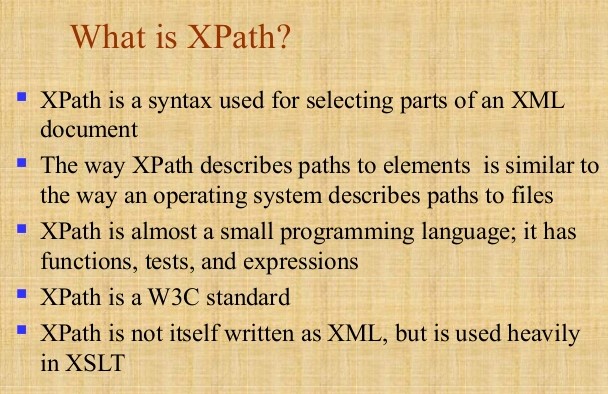 What is XPath?
XPath is a syntax used for selecting parts of an XML
document
The way XPath describes paths to elements  is similar to
the way an operating system describes paths to files
XPath is almost a small programming language; it has
functions, tests, and expressions
XPath is a W3C standard
XPath is not itself written as XML, but is used heavily
in XSLT